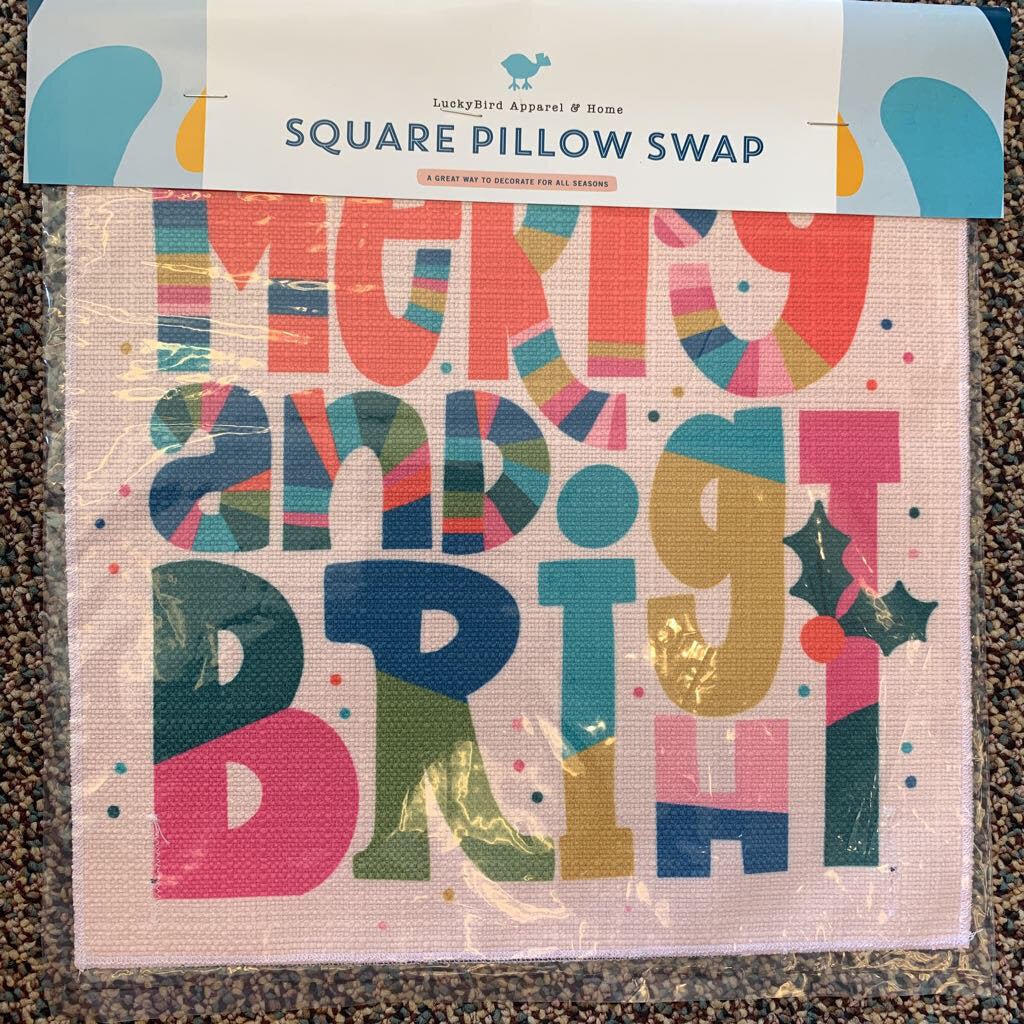 LuckyBird Apparel & Home
SQUARE PILLOW SWAP
A GREAT WAY TO DECORATE FOR ALL SEASONS
Merry
anD
BRIgHT